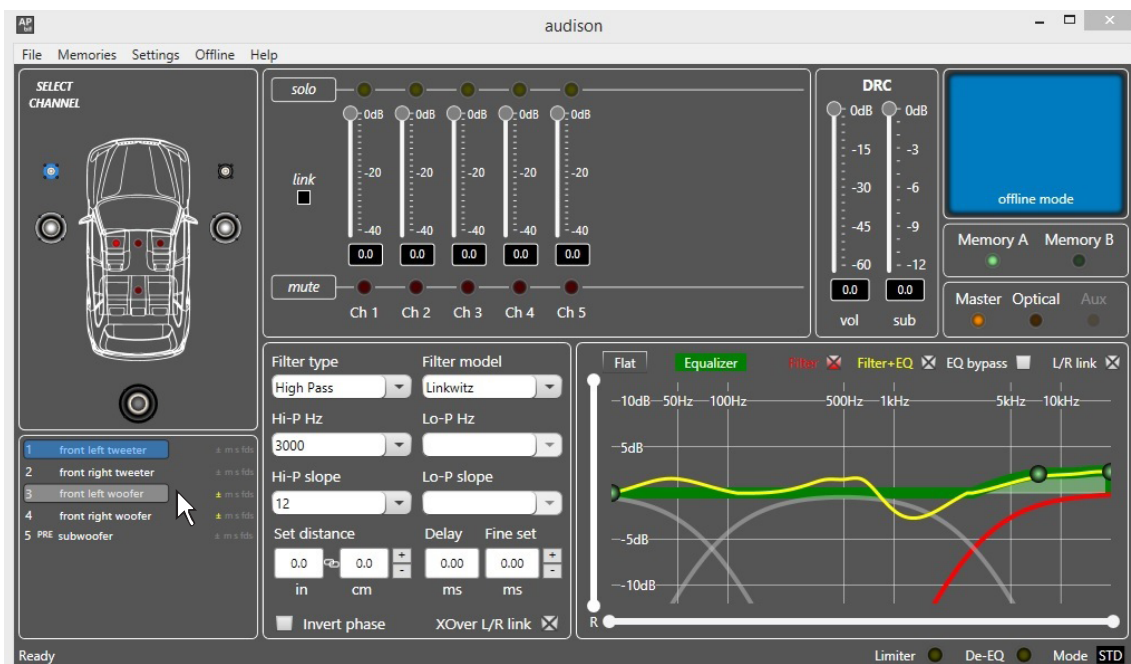 AP
bit
audison
File Memories Settings Offline Help
SELECT
CHANNEL
solo
0dB 0dB 0dB 0dB 0dB
-20 -20 -20 -20 -20
link
-40 -40 -40 -40 -40
0.0 0.0 0.0 0.0 0.0
mute
Ch 1 Ch 2 Ch 3 Ch 4 Ch 5
DRC
0dB 0dB
-15 -3
-30 -6
-45 -9
-60 -12
0.0 0.0
vol sub
offline mode
Memory A Memory B
Master Optical Aux
1 front left tweeter ± m s fds
2 front right tweeter ± m s fds
3 front left woofer ± m s fds
4 front right woofer ± m s fds
5 PRE subwoofer ± m s fds
Filter type Filter model
High Pass Linkwitz
Hi-P Hz Lo-P Hz
3000
Hi-P slope Lo-P slope
12
Set distance Delay Fine set
0.0 0.0 + - 0.00 0.00 + -
in cm ms ms
Invert phase XOver L/R link
Flat Equalizer Filter Filter+EQ EQ bypass L/R link
10dB 50Hz 100Hz 500Hz 1kHz 5kHz 10kHz
5dB
-5dB
-10dB
R
Ready Limiter De-EQ Mode STD